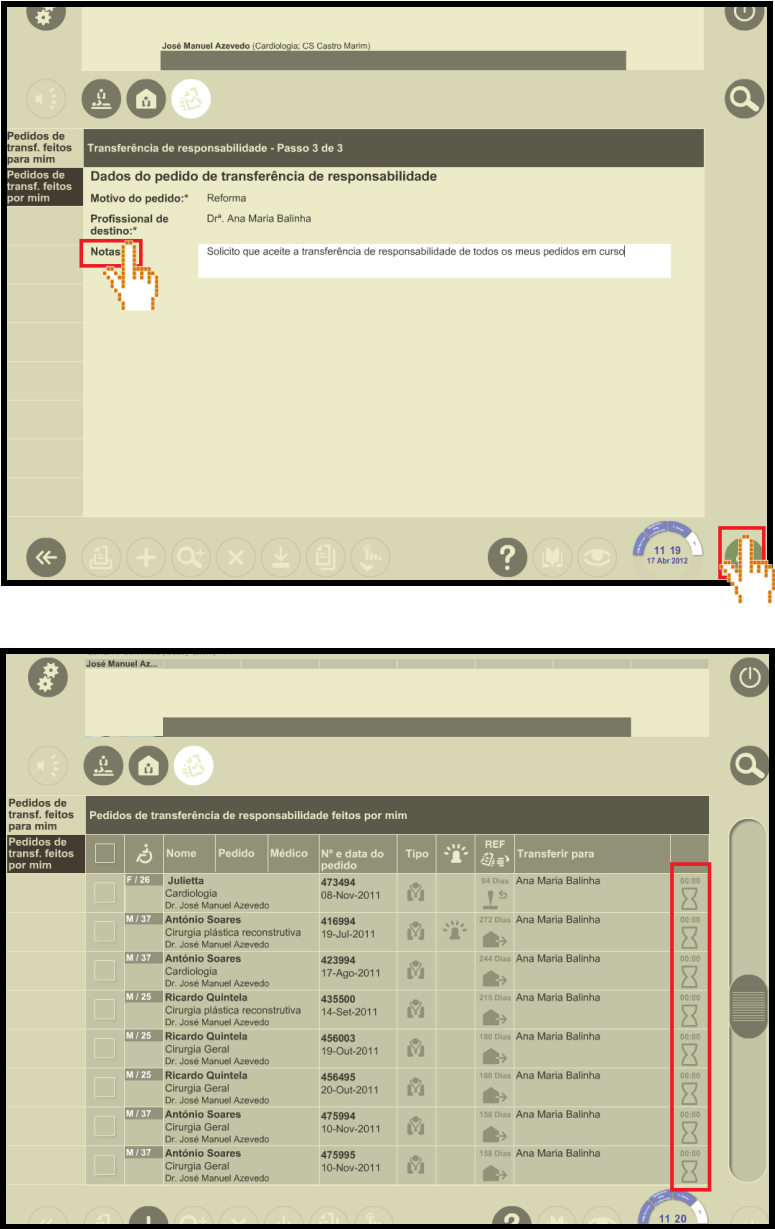 José Manuel Azevedo (Cardiologia; CS Castro Marim)
Pedidos de
transf. feitos
para mim
Pedidos de
transf. feitos
por mim
Transferência de responsabilidade - Passo 3 de 3
Dados do pedido de transferência de responsabilidade
Motivo do pedido:* Reforma
Profissional de
destino:*
Drª. Ana Maria Balinha
Notas
Solicito que aceite a transferência de responsabilidade de todos os meus pedidos em curso
?
11 19
17 Abr 2012
José Manuel Az...
Pedidos de
transf. feitos
para mim
Pedidos de
transf. feitos
por mim
Pedidos de transferência de responsabilidade feitos por mim
Nome Pedido Médico Nº e data do
pedido
Tipo REF Transferir para
F / 26 Julietta 473494 94 Dias Ana Maria Balinha 00:00
Cardiologia 08-Nov-2011
Dr. José Manuel Azevedo
M / 37 António Soares 416994 272 Dias Ana Maria Balinha 00:00
Cirurgia plástica reconstrutiva 19-Jul-2011
Dr. José Manuel Azevedo
M / 37 António Soares 423994 244 Dias Ana Maria Balinha 00:00
Cardiologia 17-Ago-2011
Dr. José Manuel Azevedo
M / 25 Ricardo Quintela 435500 215 Dias Ana Maria Balinha 00:00
Cirurgia plástica reconstrutiva 14-Set-2011
Dr. José Manuel Azevedo
M / 25 Ricardo Quintela 456003 180 Dias Ana Maria Balinha 00:00
Cirurgia Geral 19-Out-2011
Dr. José Manuel Azevedo
M / 25 Ricardo Quintela 456495 180 Dias Ana Maria Balinha 00:00
Cirurgia Geral 20-Out-2011
Dr. José Manuel Azevedo
M / 37 António Soares 475994 158 Dias Ana Maria Balinha 00:00
Cirurgia Geral 10-Nov-2011
Dr. José Manuel Azevedo
M / 37 António Soares 475995 158 Dias Ana Maria Balinha 00:00
Cirurgia Geral 10-Nov-2011
Dr. José Manuel Azevedo
?
11 20